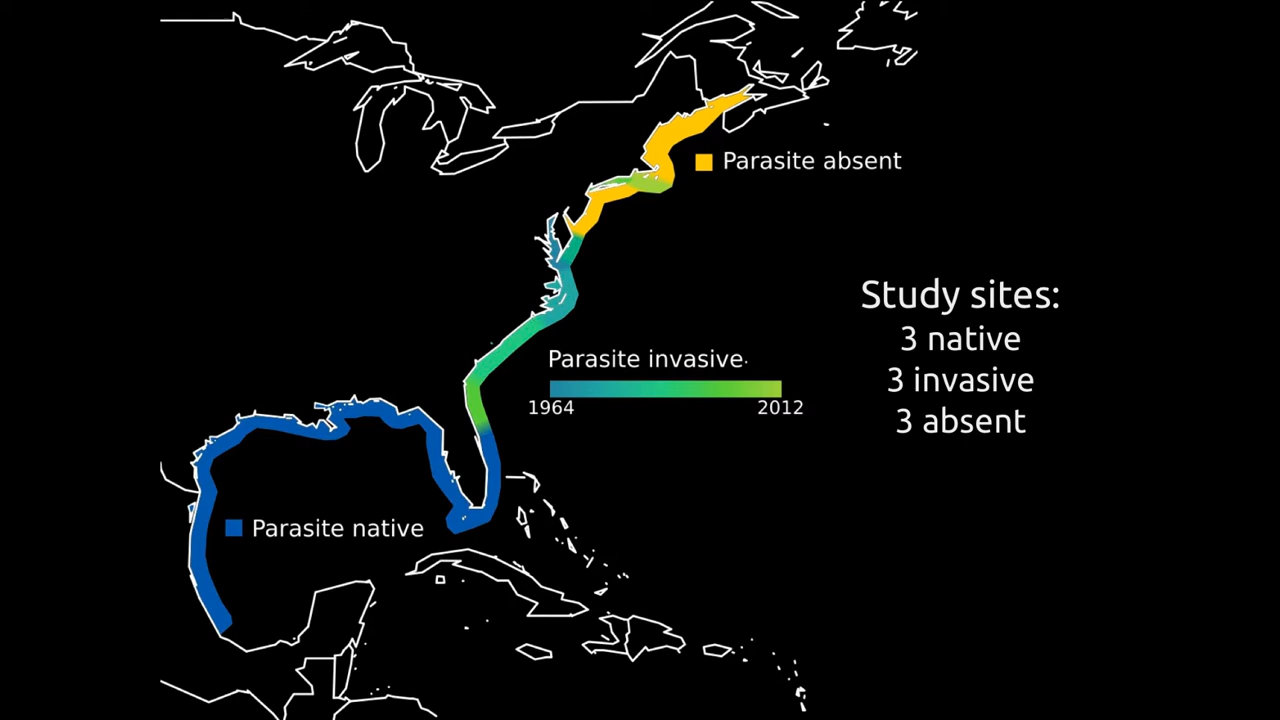 Parasite absent
Study sites:
3 native
3 invasive
3 absent
Parasite invasive
1964 2012
Parasite native